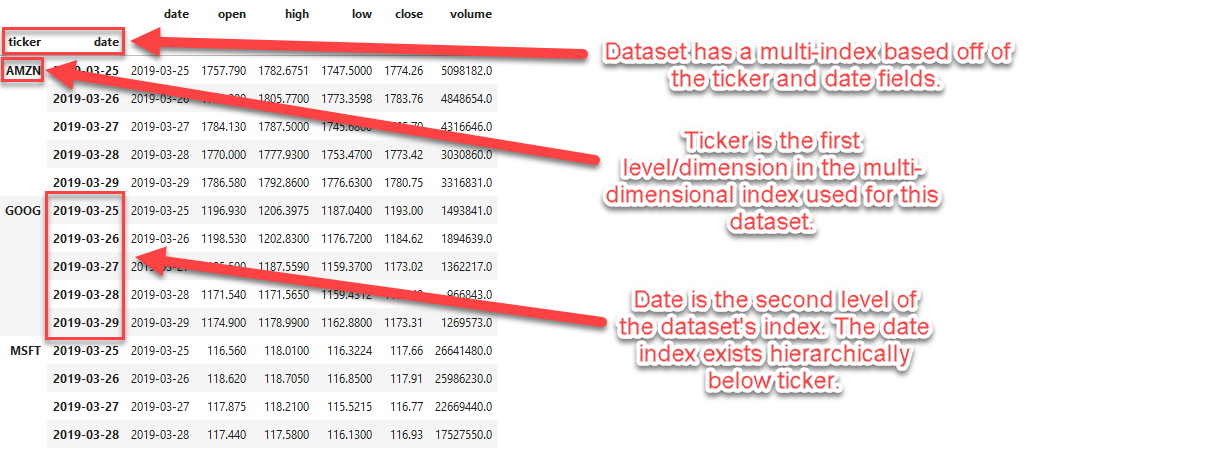 date open high low close volume
ticker date
AMZN 2019-03-25 2019-03-25 1757.790 1782.6751 1747.5000 1774.26 5098182.0
2019-03-26 2019-03-26 1805.7700 1773.3598 1783.76 4848654.0
2019-03-27 2019-03-27 1784.130 1787.5000 1745.6800 4316646.0
2019-03-28 2019-03-28 1770.000 1777.9300 1753.4700 1773.42 3030860.0
2019-03-29 2019-03-29 1786.580 1792.8600 1776.6300 1780.75 3316831.0
GOOG 2019-03-25 2019-03-25 1196.930 1206.3975 1187.0400 1193.00 1493841.0
2019-03-26 2019-03-26 1198.530 1202.8300 1176.7200 1184.62 1894639.0
2019-03-27 2019-03-27 1187.5590 1159.3700 1173.02 1362217.0
2019-03-28 2019-03-28 1171.540 1171.5650 1159.4312 966843.0
2019-03-29 2019-03-29 1174.900 1178.9900 1162.8800 1173.31 1269573.0
MSFT 2019-03-25 2019-03-25 116.560 118.0100 116.3224 117.66 26641480.0
2019-03-26 2019-03-26 118.620 118.7050 116.8500 117.91 25986230.0
2019-03-27 2019-03-27 117.875 118.2100 115.5215 116.77 22669440.0
2019-03-28 2019-03-28 117.440 117.5800 116.1300 116.93 17527550.0
Dataset has a multi-index based off of
the ticker and date fields.
Ticker is the first
level/dimension in the multi-
dimensional index used for this
dataset.
Date is the second level of
the dataset's index. The date
index exists hierarchically
below ticker.